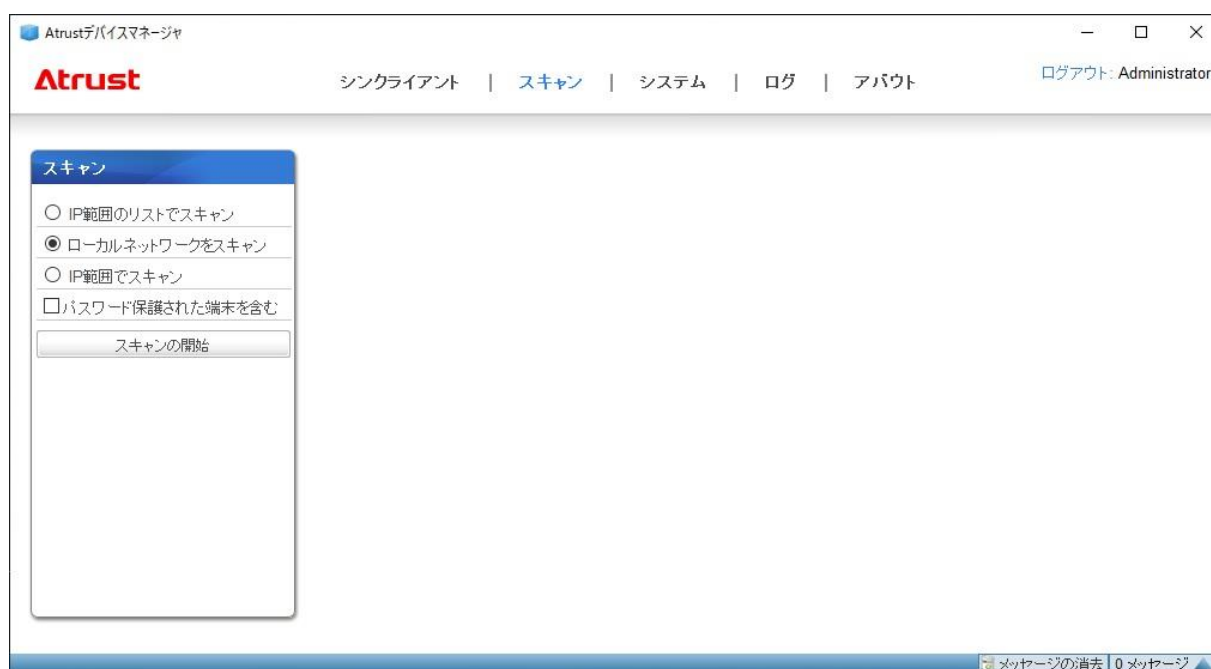 Atrustデバイスマネージャ
Atrust
シンクライアント | スキャン | システム | ログ | アバウト
ログアウト: Administrator
スキャン
IP範囲のリストでスキャン
ローカルネットワークをスキャン
IP範囲でスキャン
パスワード保護された端末を含む
スキャンの開始
メッセージの消去 0 メッセージ